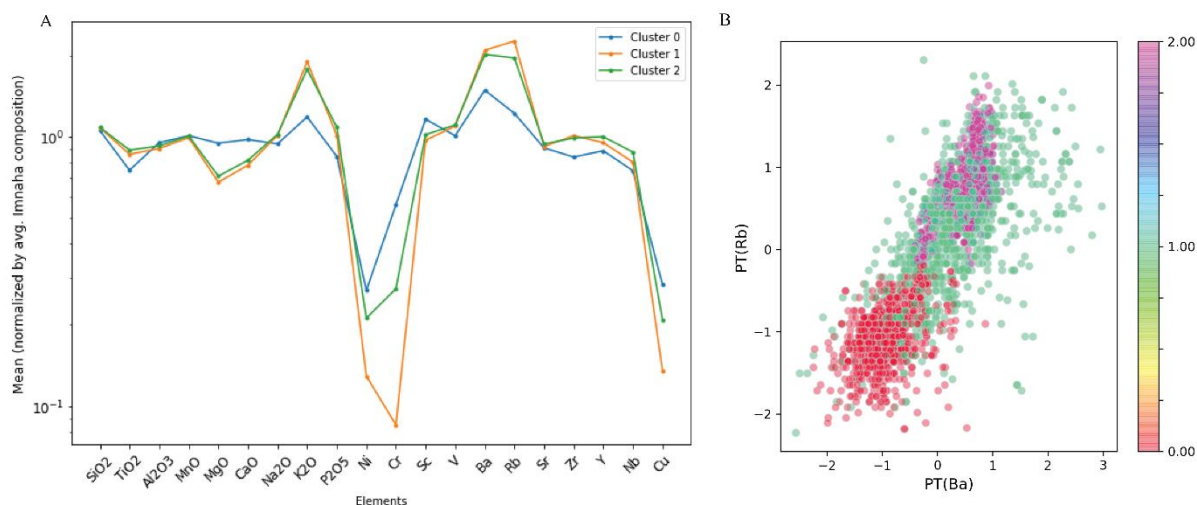 A
Mean (normalized by avg. Imnaha composition)
10⁰
10⁻¹
Cluster 0
Cluster 1
Cluster 2
SiO2
TiO2
Al2O3
MnO
MgO
CaO
Na2O
K2O
P2O5
Ni
Cr
Sc
V
Ba
Rb
Sr
Zr
Y
Nb
Cu
Elements
B
PT(Rb)
2
1
0
−1
−2
−2
−1
0
1
2
3
PT(Ba)
2.00
1.00
0.00